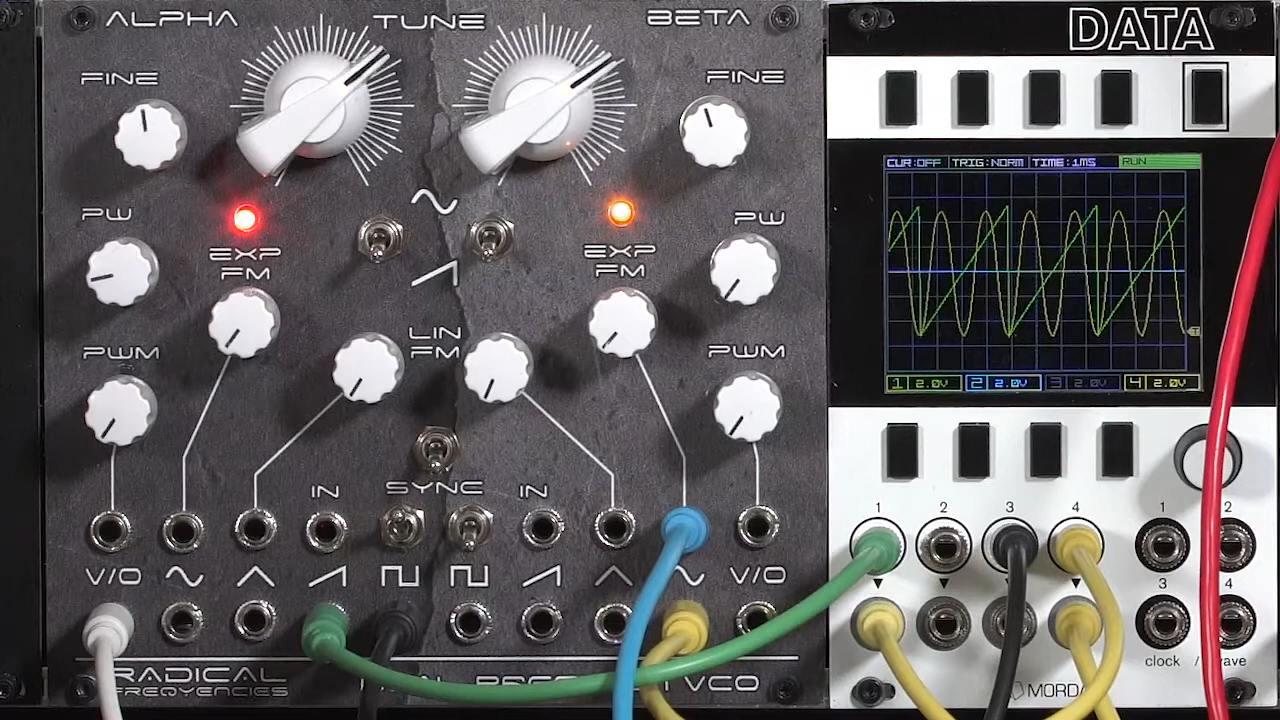 ALPHA TUNE BETA
DATA
FINE FINE
CUR:OFF TRIG:NORM TIME:1MS RUN
PW PW
EXP FM EXP FM
LIN FM
PWM PWM
1 2.0V 2 2.0V 3 2.0V 4 2.0V
IN SYNC IN
1 2 3 4 1 2
V/O V/O
3 4
clock / wave
RADICAL
FREQUENCIES
VCO